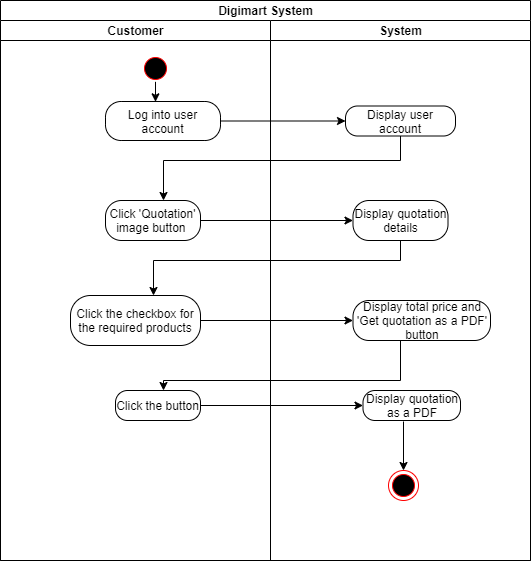 Digimart System
Customer
System
Log into user
account
Display user
account
Click 'Quotation'
image button
Display quotation
details
Click the checkbox for
the required products
Display total price and
'Get quotation as a PDF'
button
Click the button
Display quotation
as a PDF